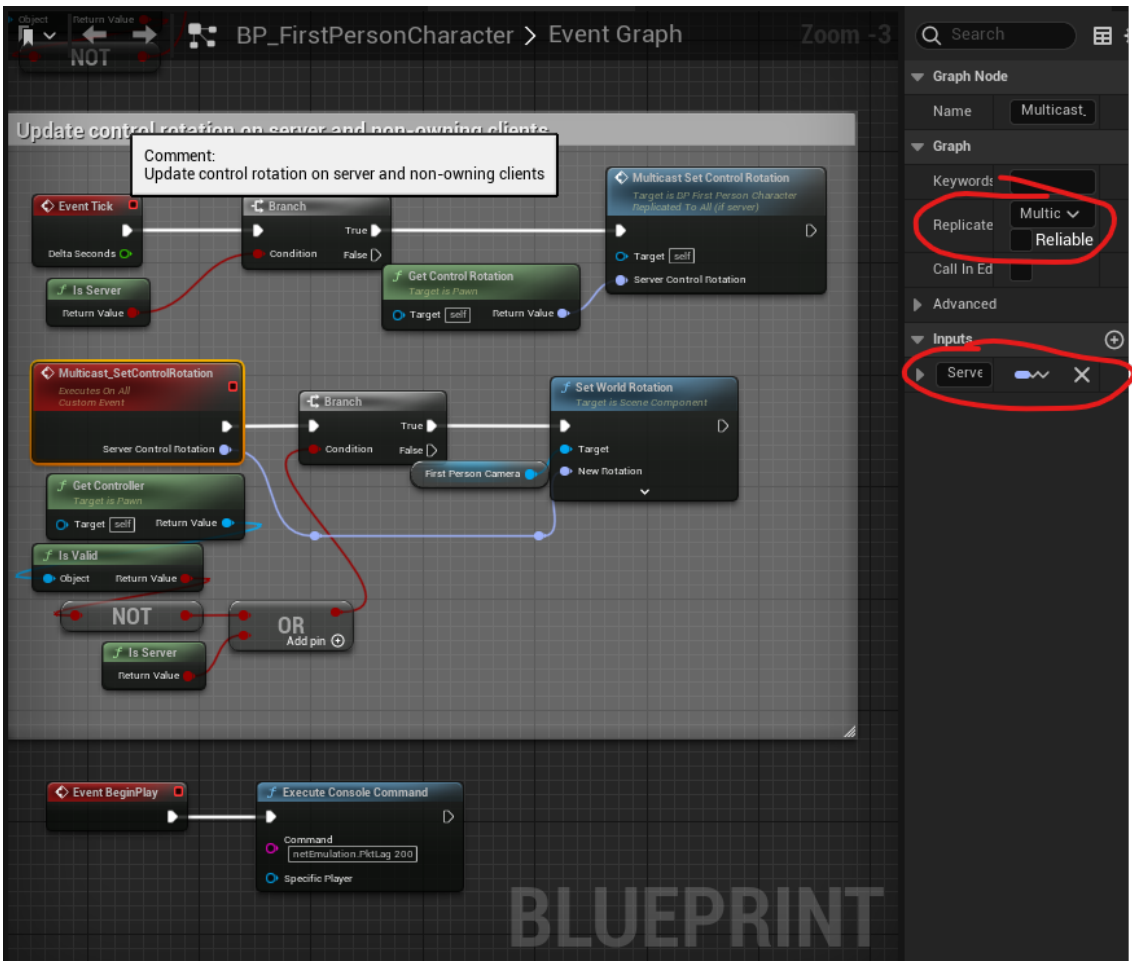 Object
Return Value
BP_FirstPersonCharacter > Event Graph
Zoom -3
NOT
Update control rotation on server and non-owning clients
Comment:
Update control rotation on server and non-owning clients
Event Tick
Delta Seconds
Branch
Condition
True
False
Multicast Set Control Rotation
Target is BP First Person Character
Replicated To All (if server)
Target self
Server Control Rotation
Is Server
Return Value
Get Control Rotation
Target is Pawn
Target self
Return Value
Multicast_SetControlRotation
Executes On All
Custom Event
Server Control Rotation
Branch
Condition
True
False
Set World Rotation
Target is Scene Component
Target
New Rotation
First Person Camera
Get Controller
Target is Pawn
Target self
Return Value
Is Valid
Object
Return Value
NOT
OR
Add pin
Is Server
Return Value
Event BeginPlay
Execute Console Command
Command
netEmulation.PktLag 200
Specific Player
BLUEPRINT
Search
Graph Node
Name
Multicast_
Graph
Keywords
Replicate
Multic
Reliable
Call In Ed
Advanced
Inputs
Serve